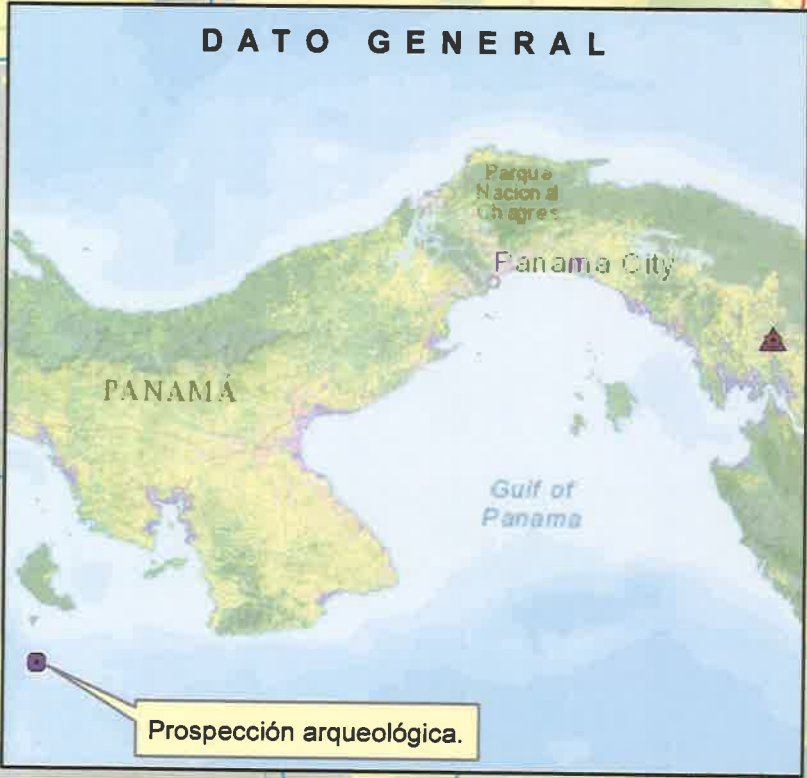 DATO GENERAL
Parque
Nacional
Chagres
Panama City
PANAMÁ
Gulf of
Panama
Prospección arqueológica.